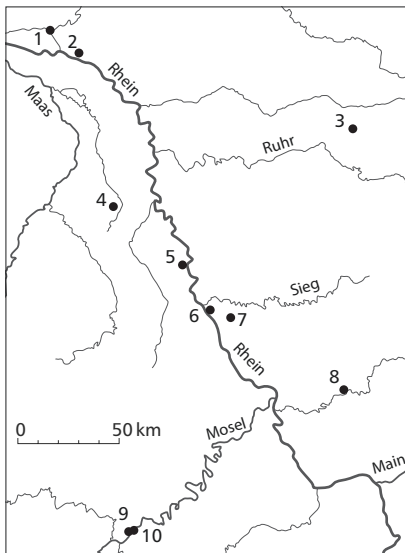 1
2
Rhein
Maas
3
Ruhr
4
5
Sieg
6
7
Rhein
8
0 50 km
Mosel
Main
9
10